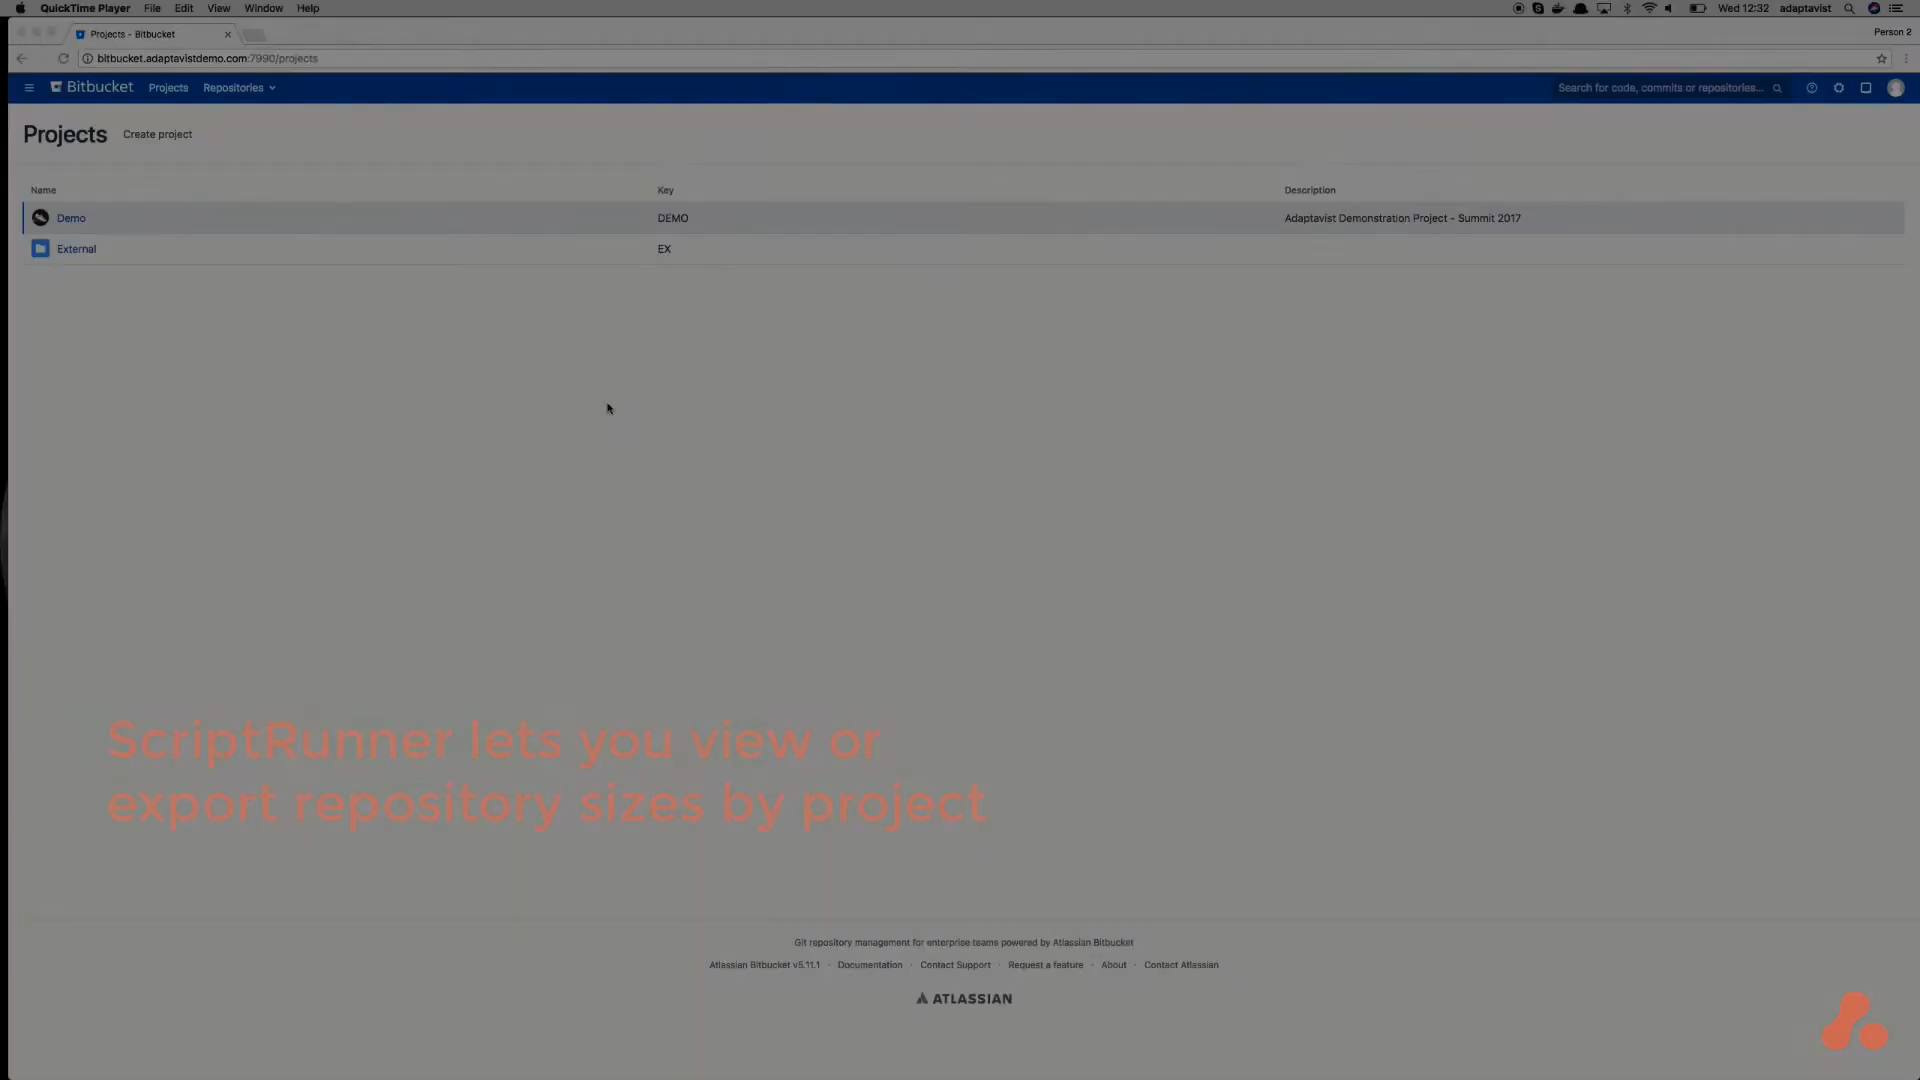 QuickTime Player File Edit View Window Help Wed 12:32 adaptavist
Projects - Bitbucket Person 2
bitbucket.adaptavistdemo.com:7990/projects
Bitbucket Projects Repositories Search for code, commits or repositories...
Projects Create project
Name Key Description
Demo DEMO Adaptavist Demonstration Project - Summit 2017
External EX
ScriptRunner lets you view or
export repository sizes by project
Git repository management for enterprise teams powered by Atlassian Bitbucket
Atlassian Bitbucket v5.11.1 · Documentation · Contact Support · Request a feature · About · Contact Atlassian
ATLASSIAN